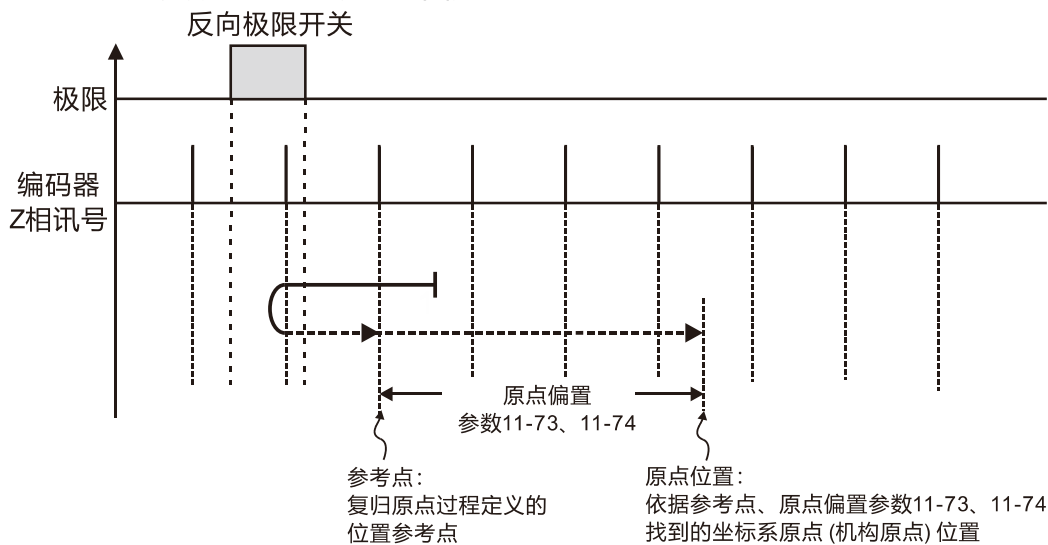 反向极限开关
极限
编码器
Z相讯号
原点偏置
参数11-73、11-74
参考点：
复归原点过程定义的
位置参考点
原点位置：
依据参考点、原点偏置参数11-73、11-74
找到的坐标系原点 (机构原点) 位置